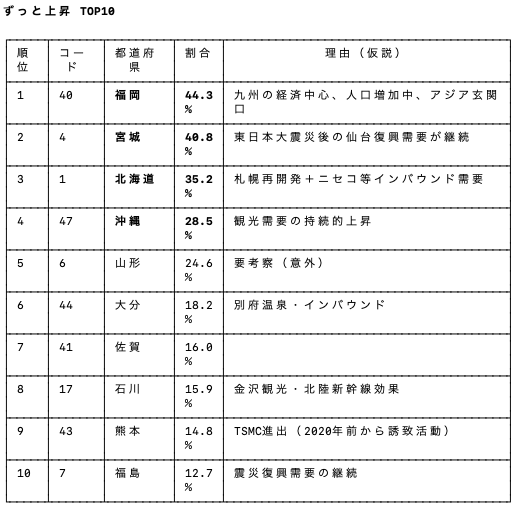 ずっと上昇 TOP10
順位 コード 都道府県 割合 理由(仮説)
1 40 福岡 44.3% 九州の経済中心、人口増加中、アジア玄関口
2 4 宮城 40.8% 東日本大震災後の仙台復興需要が継続
3 1 北海道 35.2% 札幌再開発＋ニセコ等インバウンド需要
4 47 沖縄 28.5% 観光需要の持続的上昇
5 6 山形 24.6% 要考察(意外)
6 44 大分 18.2% 別府温泉・インバウンド
7 41 佐賀 16.0%
8 17 石川 15.9% 金沢観光・北陸新幹線効果
9 43 熊本 14.8% TSMC進出(2020年前から誘致活動)
10 7 福島 12.7% 震災復興需要の継続